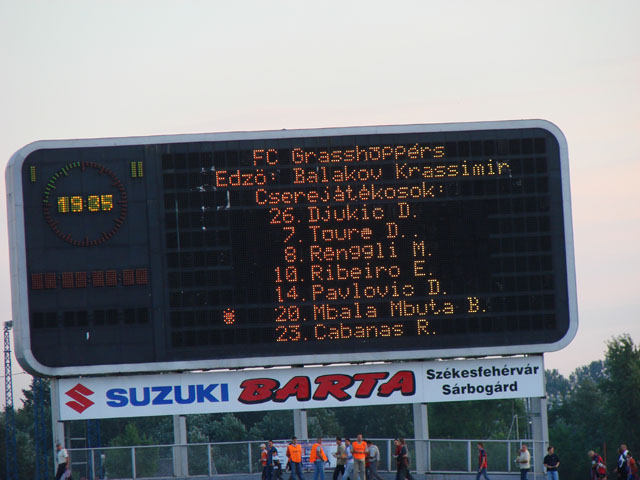 19:35
FC Grasshoppers
Edző: Balakov Krassimir
Cserejátékosok:
26. Djukic D.
7. Toure D.
8. Renggli M.
10. Ribeiro E.
14. Pavlovic D.
* 20. Mbala Mbuta B.
23. Cabanas R.
SUZUKI BARTA Székesfehérvár
Sárbogárd